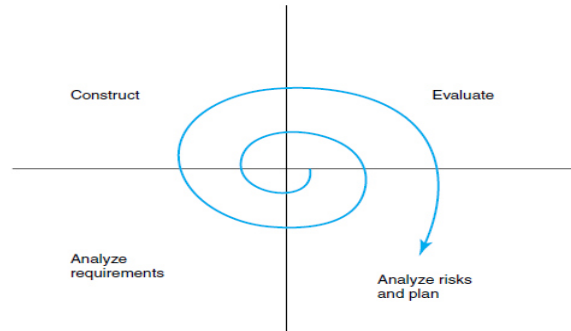 Construct
Evaluate
Analyze
requirements
Analyze risks
and plan